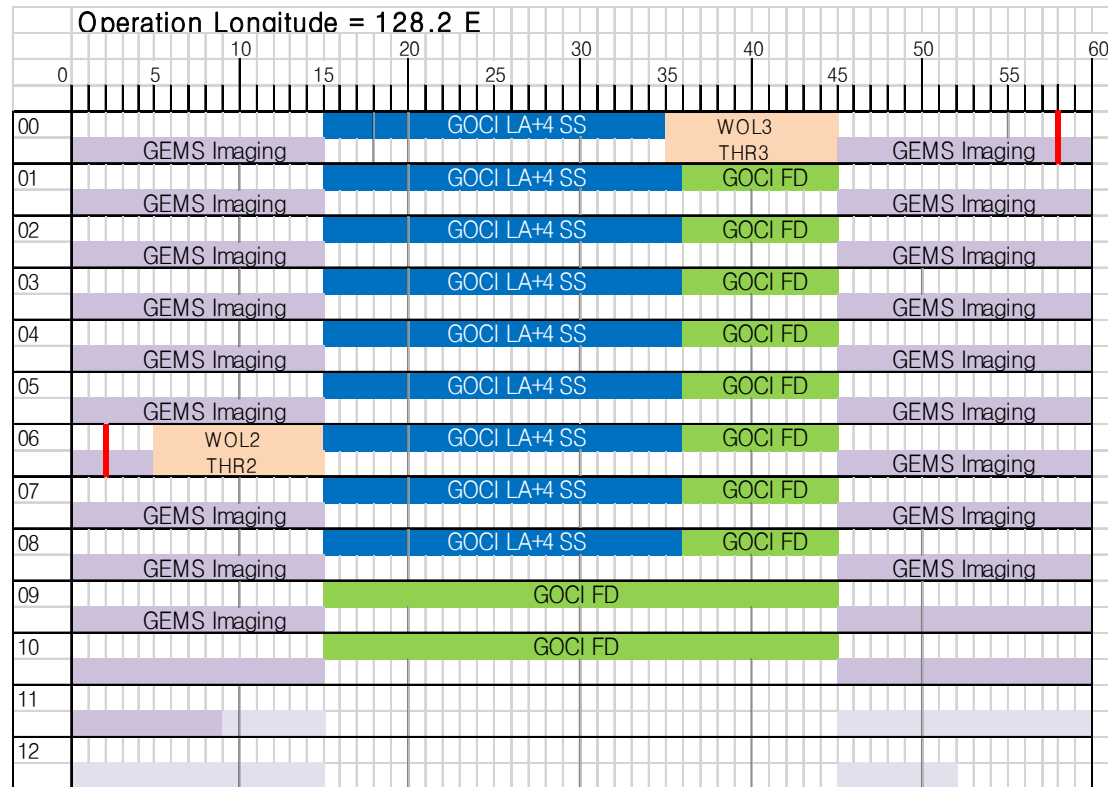 Operation Longitude = 128.2 E
10 20 30 40 50 60
0 5 15 25 35 45 55
00 GOCI LA+4 SS WOL3
GEMS Imaging THR3 GEMS Imaging
01 GOCI LA+4 SS GOCI FD
GEMS Imaging GEMS Imaging
02 GOCI LA+4 SS GOCI FD
GEMS Imaging GEMS Imaging
03 GOCI LA+4 SS GOCI FD
GEMS Imaging GEMS Imaging
04 GOCI LA+4 SS GOCI FD
GEMS Imaging GEMS Imaging
05 GOCI LA+4 SS GOCI FD
GEMS Imaging GEMS Imaging
06 WOL2 GOCI LA+4 SS GOCI FD
THR2 GEMS Imaging
07 GOCI LA+4 SS GOCI FD
GEMS Imaging GEMS Imaging
08 GOCI LA+4 SS GOCI FD
GEMS Imaging GEMS Imaging
09 GOCI FD
GEMS Imaging
10 GOCI FD
11
12